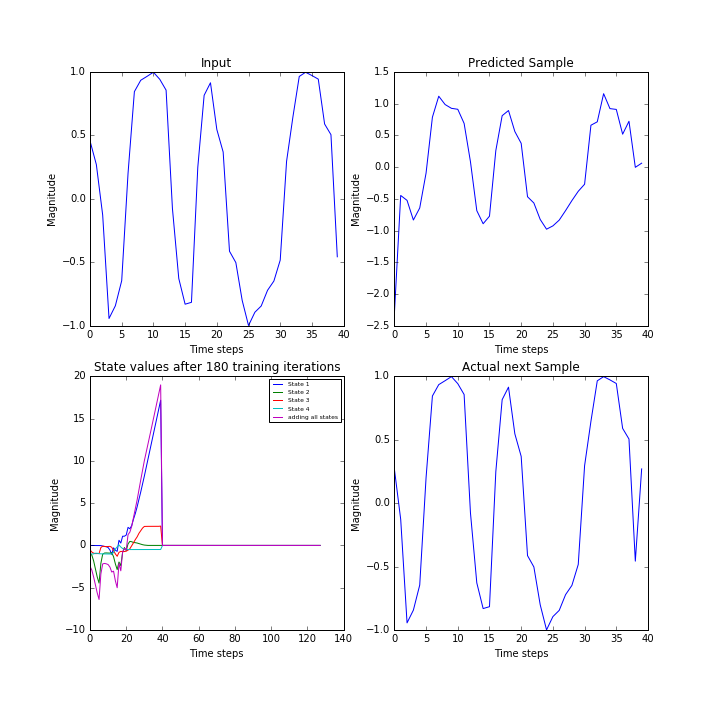 Input
1.0
0.5
0.0
−0.5
−1.0
Magnitude
0 5 10 15 20 25 30 35 40
Time steps
Predicted Sample
1.5
1.0
0.5
0.0
−0.5
−1.0
−1.5
−2.0
−2.5
Magnitude
0 5 10 15 20 25 30 35 40
Time steps
State values after 180 training iterations
20
15
10
5
0
−5
−10
Magnitude
State 1
State 2
State 3
State 4
adding all states
0 20 40 60 80 100 120 140
Time steps
Actual next Sample
1.0
0.5
0.0
−0.5
−1.0
Magnitude
0 5 10 15 20 25 30 35 40
Time steps